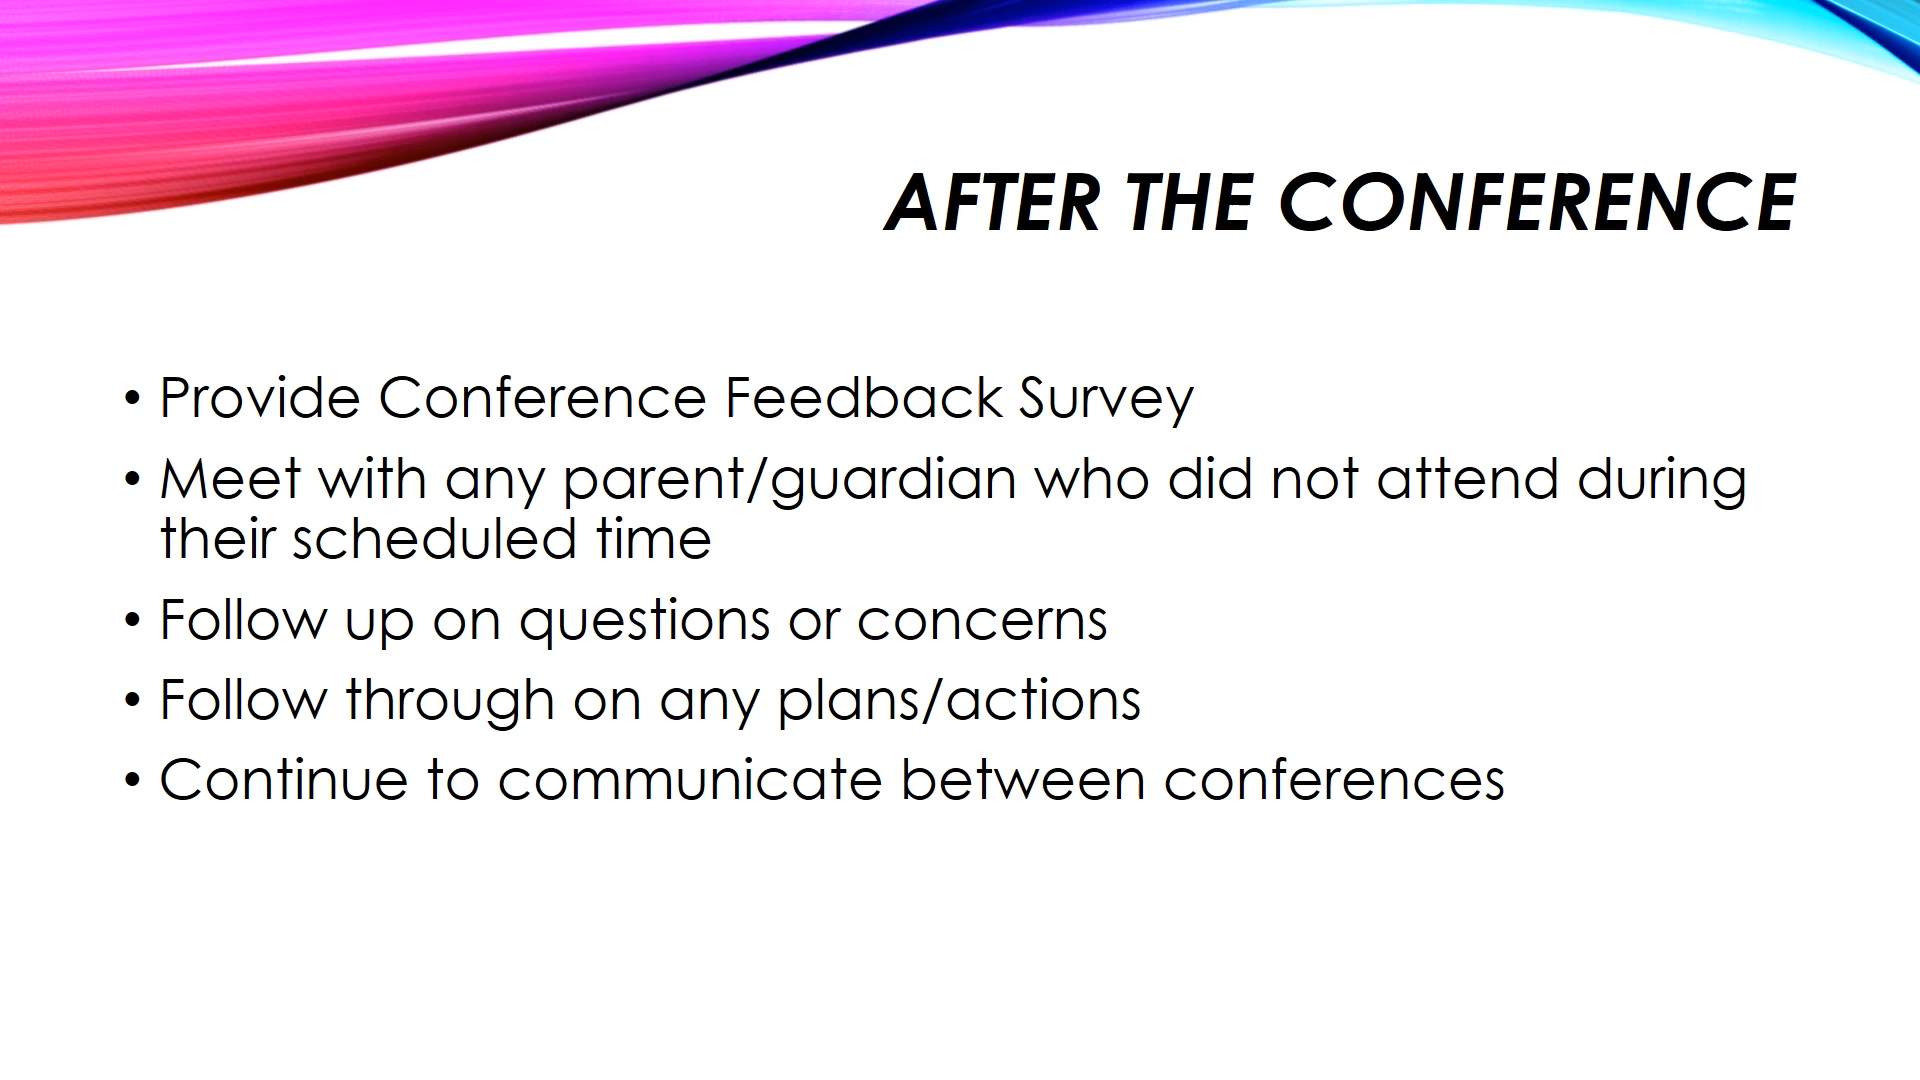 AFTER THE CONFERENCE
• Provide Conference Feedback Survey
• Meet with any parent/guardian who did not attend during
their scheduled time
• Follow up on questions or concerns
• Follow through on any plans/actions
• Continue to communicate between conferences